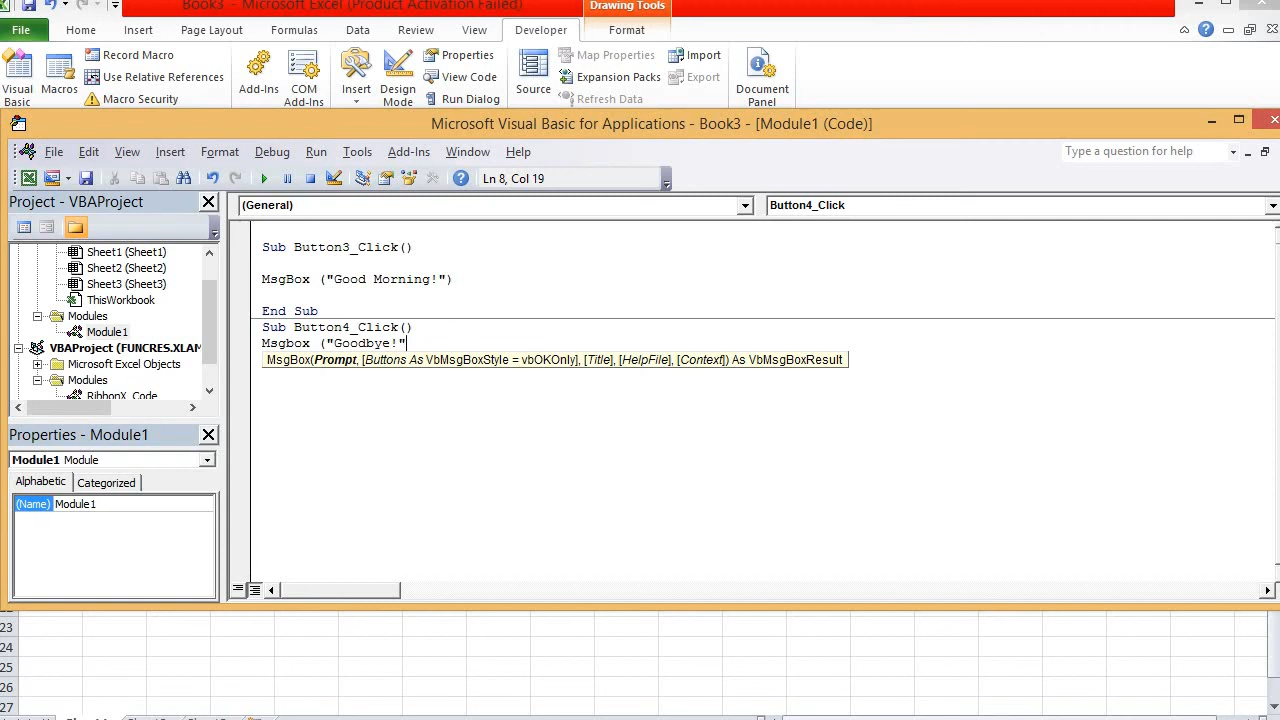 Book3 - Microsoft Excel (Product Activation Failed)
Drawing Tools
File Home Insert Page Layout Formulas Data Review View Developer Format
Visual Basic
Macros
Record Macro
Use Relative References
Macro Security
Add-Ins
COM Add-Ins
Insert
Design Mode
Properties
View Code
Run Dialog
Source
Map Properties
Expansion Packs
Refresh Data
Import
Export
Document Panel
Microsoft Visual Basic for Applications - Book3 - [Module1 (Code)]
File Edit View Insert Format Debug Run Tools Add-Ins Window Help
Type a question for help
Ln 8, Col 19
Project - VBAProject
Sheet1 (Sheet1)
Sheet2 (Sheet2)
Sheet3 (Sheet3)
ThisWorkbook
Modules
Module1
VBAProject (FUNCRES.XLAM
Microsoft Excel Objects
Modules
RibbonX_Code
Properties - Module1
Module1 Module
Alphabetic Categorized
(Name) Module1
(General)
Button4_Click
Sub Button3_Click()
MsgBox ("Good Morning!")
End Sub
Sub Button4_Click()
Msgbox ("Goodbye!"
MsgBox(Prompt, [Buttons As VbMsgBoxStyle = vbOKOnly], [Title], [HelpFile], [Context]) As VbMsgBoxResult
23
24
25
26
27